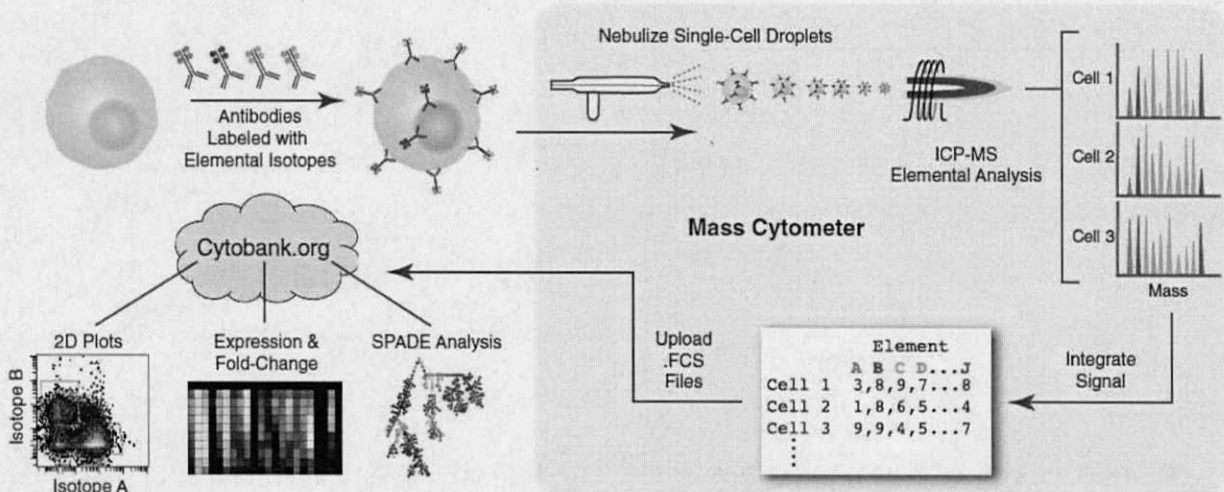 Antibodies
Labeled with
Elemental Isotopes
Nebulize Single-Cell Droplets
ICP-MS
Elemental Analysis
Cell 1
Cell 2
Cell 3
Mass
Mass Cytometer
Integrate
Signal
Element
A B C D...J
Cell 1 3,8,9,7...8
Cell 2 1,8,6,5...4
Cell 3 9,9,4,5...7
Upload
.FCS
Files
Cytobank.org
2D Plots
Isotope B
Isotope A
Expression &
Fold-Change
SPADE Analysis